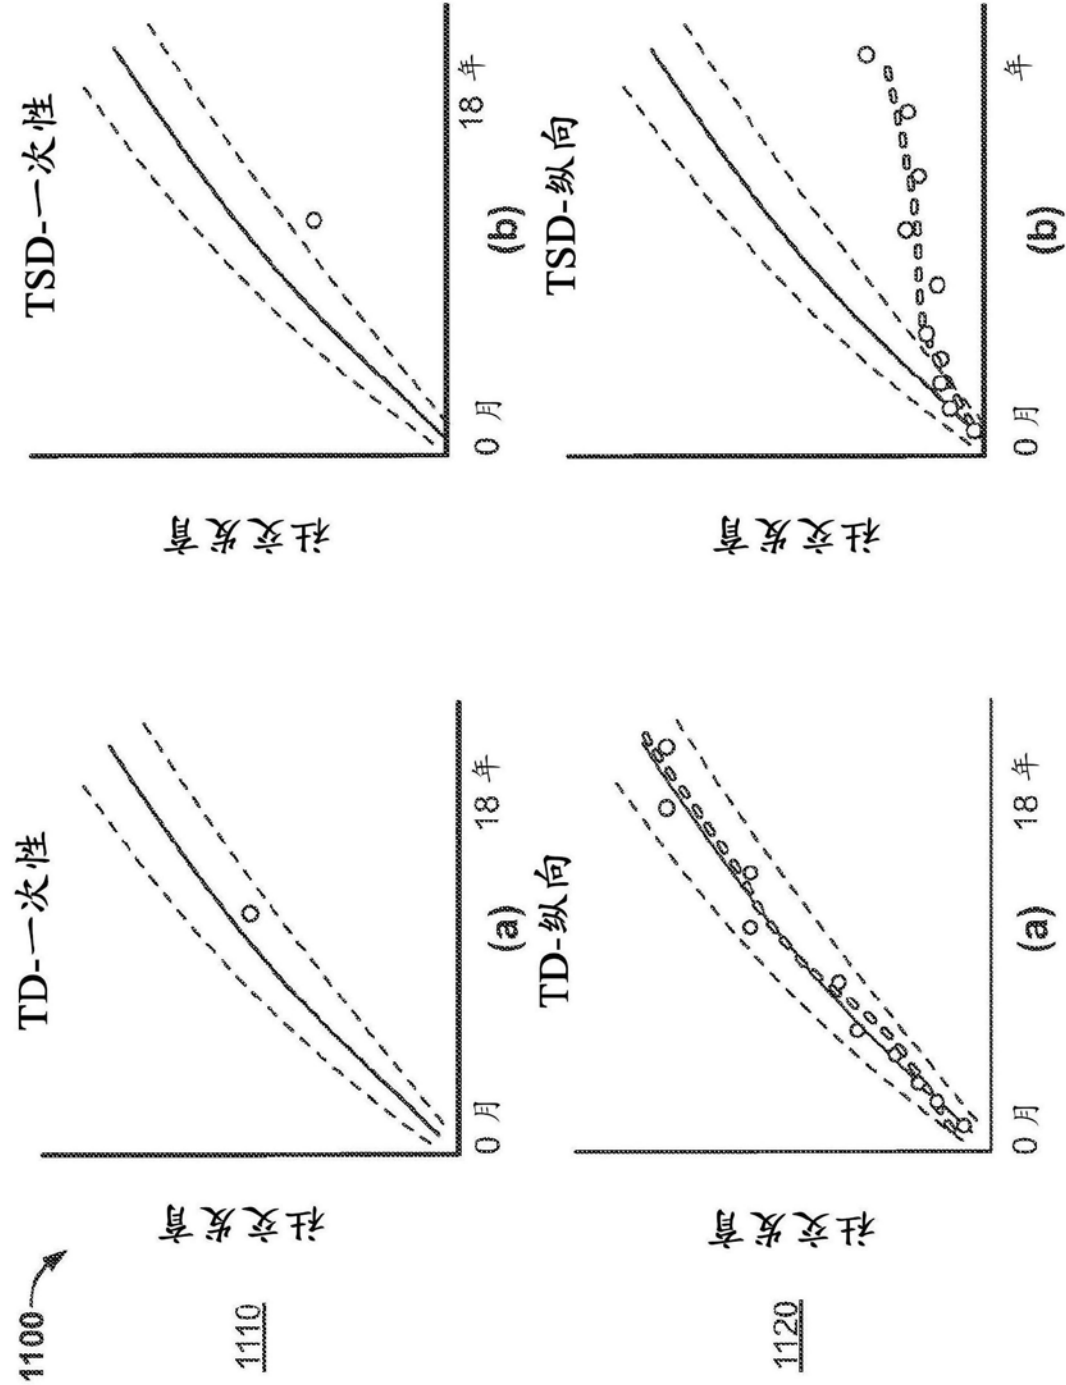 1100
1110
TD-一次性
社交发育
0 月
18 年
(a)
TSD-一次性
社交发育
0 月
18 年
(b)
1120
TD-纵向
社交发育
0 月
18 年
(a)
TSD-纵向
社交发育
0 月
年
(b)